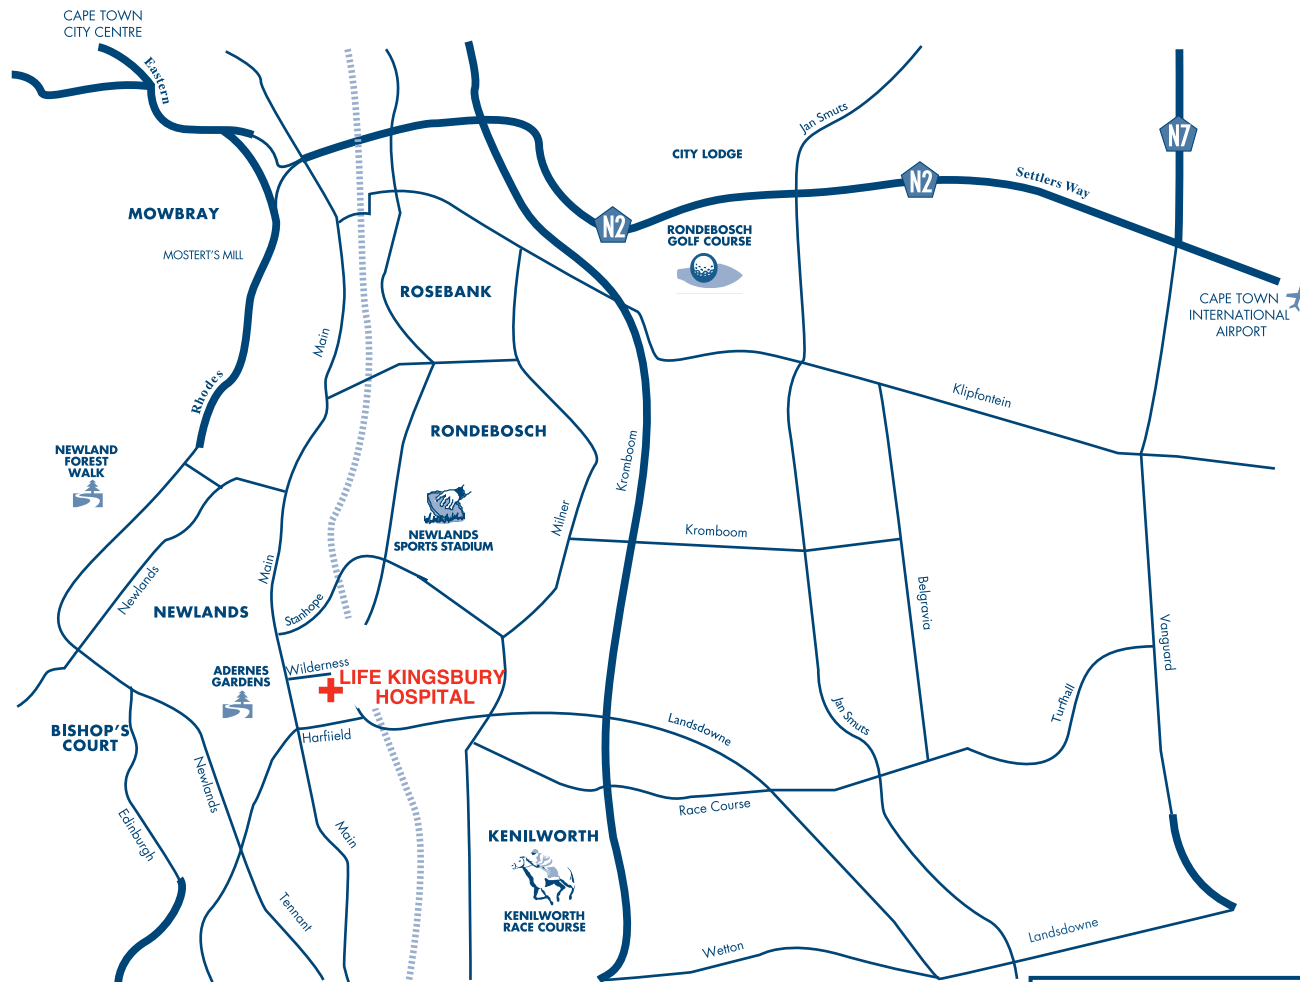 CAPE TOWN
CITY CENTRE
Eastern
Jan Smuts
N7
CITY LODGE
N2
Settlers Way
MOWBRAY
N2
RONDEBOSCH
GOLF COURSE
MOSTERT'S MILL
ROSEBANK
CAPE TOWN
INTERNATIONAL
AIRPORT
Main
Rhodes
Klipfontein
RONDEBOSCH
NEWLAND
FOREST
WALK
Kromboom
Milner
NEWLANDS
SPORTS STADIUM
Kromboom
Main
Newlands
Stanhope
Belgravia
NEWLANDS
Vanguard
Wilderness
ADERNES
GARDENS
LIFE KINGSBURY
HOSPITAL
Turfhall
BISHOP'S
COURT
Harfiield
Landsdowne
Jan Smuts
Newlands
Race Course
Edinburgh
Main
KENILWORTH
Tennant
KENILWORTH
RACE COURSE
Wetton
Landsdowne